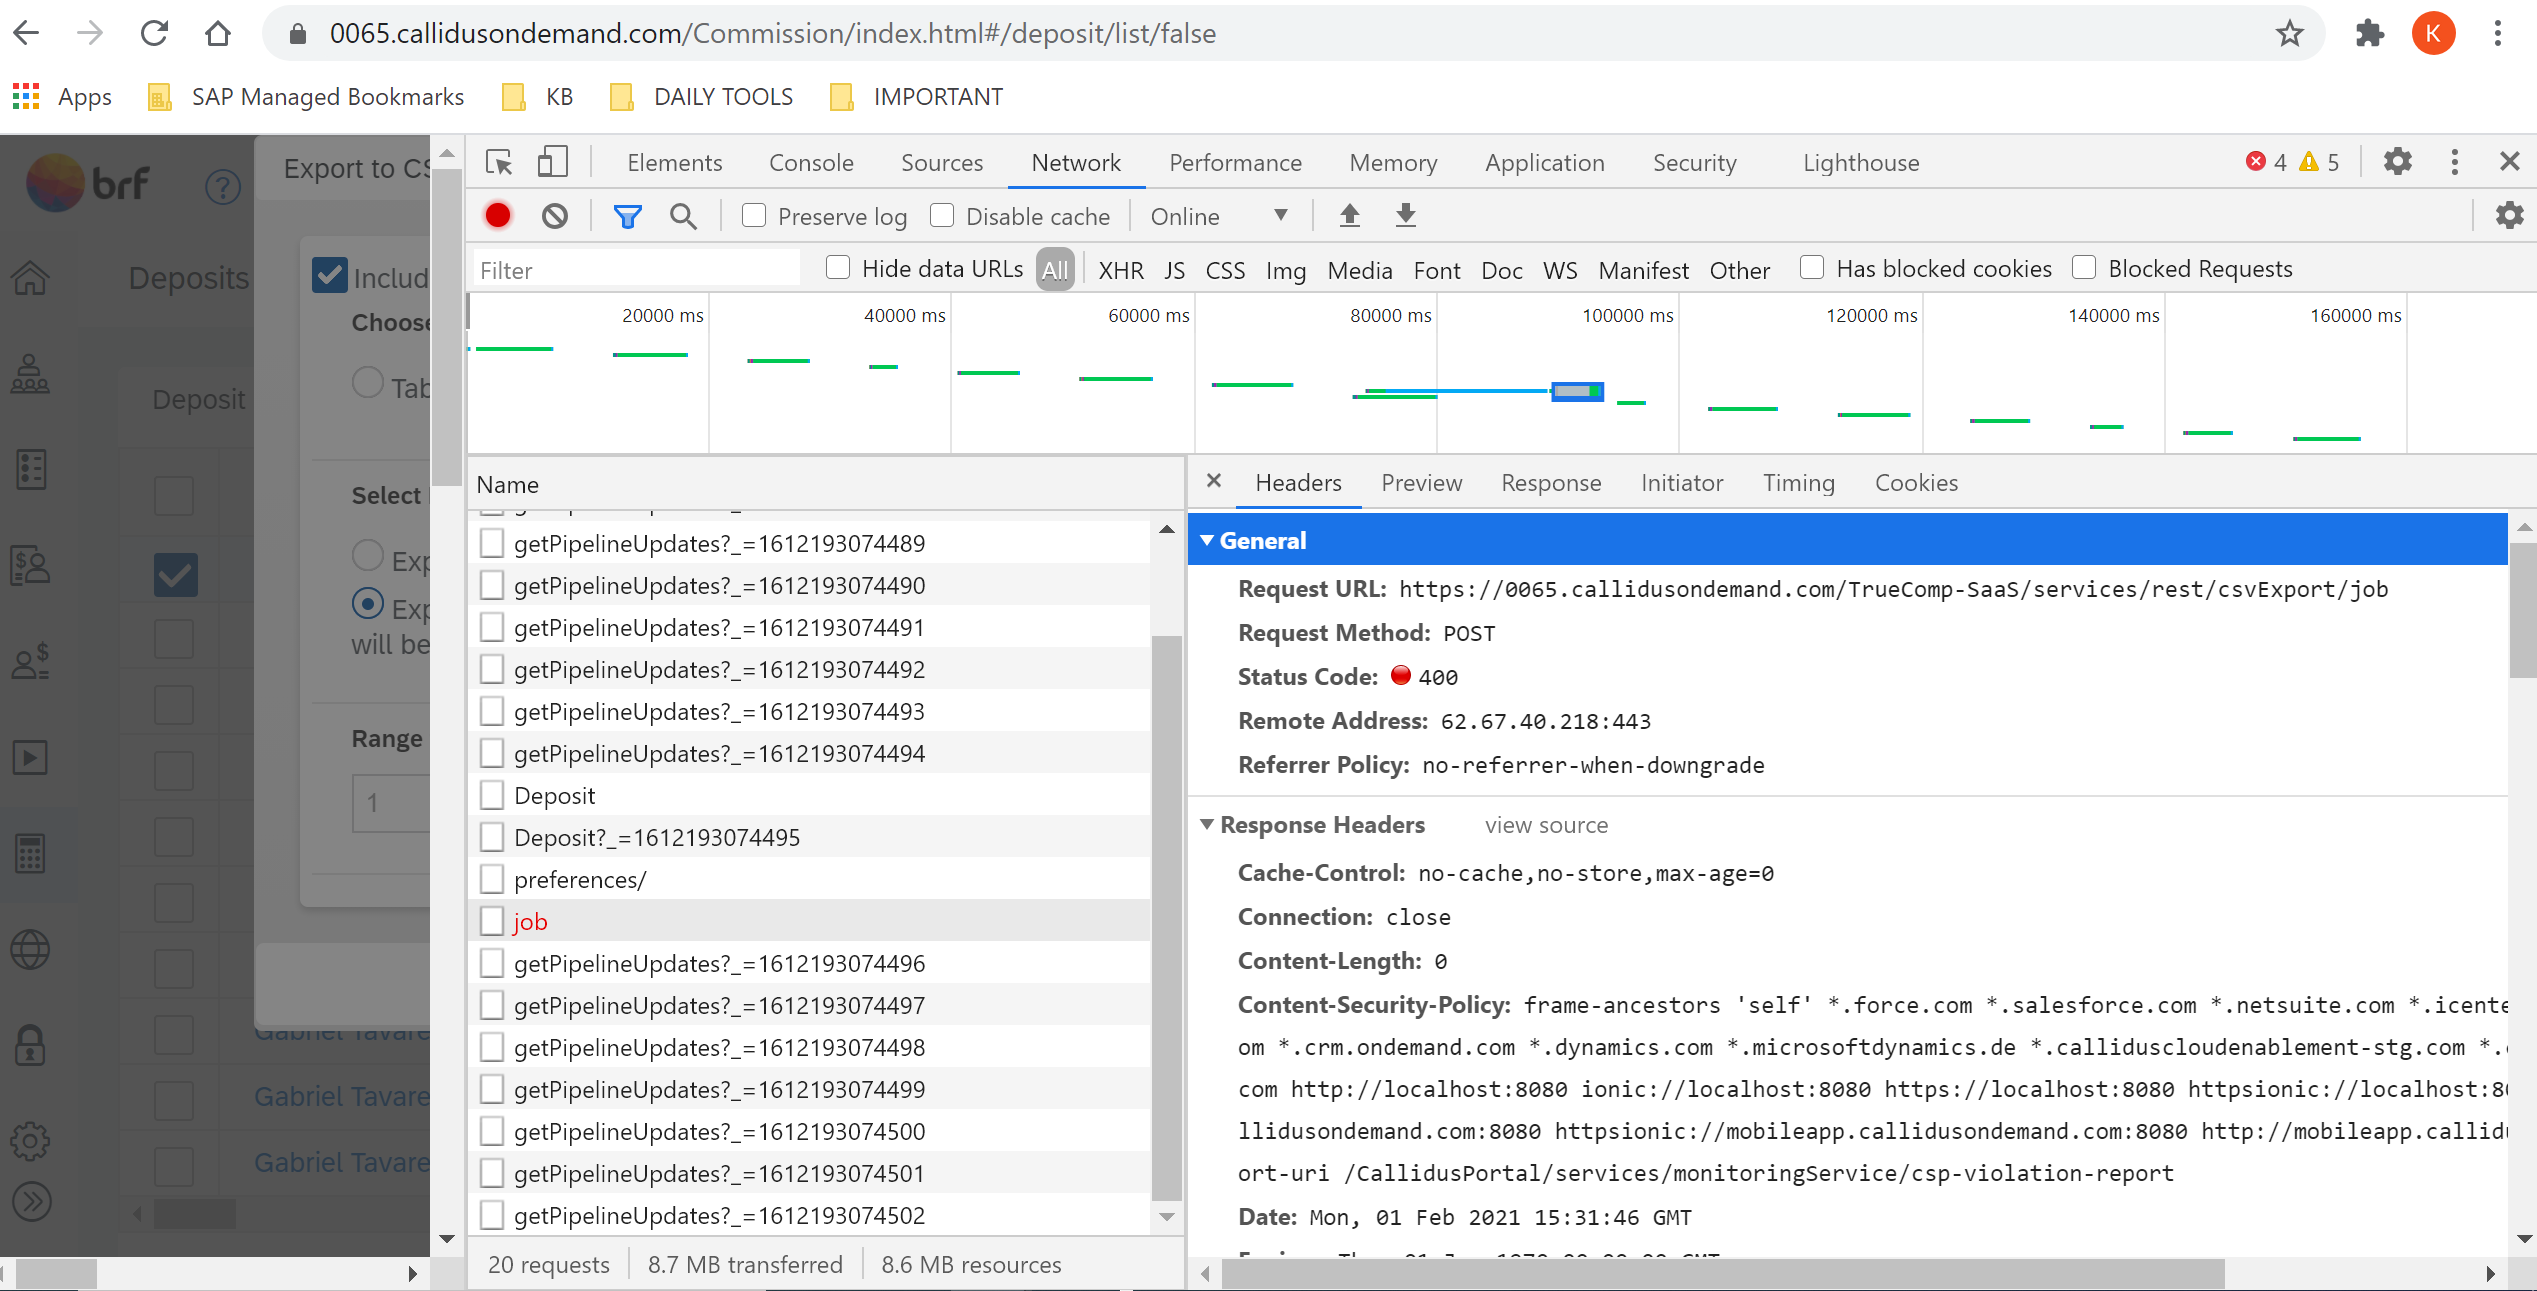 0065.callidusondemand.com/Commission/index.html#/deposit/list/false
K
Apps
SAP Managed Bookmarks
KB
DAILY TOOLS
IMPORTANT
brf
?
Export to CS
Deposits
Includ
Choose
Tab
Deposit
Select
Exp
Exp
will be
Range
1
Gabriel Tavare
Gabriel Tavare
Gabriel Tavare
Elements Console Sources Network Performance Memory Application Security Lighthouse 4 5
Preserve log Disable cache Online
Filter Hide data URLs All XHR JS CSS Img Media Font Doc WS Manifest Other Has blocked cookies Blocked Requests
20000 ms 40000 ms 60000 ms 80000 ms 100000 ms 120000 ms 140000 ms 160000 ms
Name
getPipelineUpdates?_=1612193074489
getPipelineUpdates?_=1612193074490
getPipelineUpdates?_=1612193074491
getPipelineUpdates?_=1612193074492
getPipelineUpdates?_=1612193074493
getPipelineUpdates?_=1612193074494
Deposit
Deposit?_=1612193074495
preferences/
job
getPipelineUpdates?_=1612193074496
getPipelineUpdates?_=1612193074497
getPipelineUpdates?_=1612193074498
getPipelineUpdates?_=1612193074499
getPipelineUpdates?_=1612193074500
getPipelineUpdates?_=1612193074501
getPipelineUpdates?_=1612193074502
20 requests 8.7 MB transferred 8.6 MB resources
Headers Preview Response Initiator Timing Cookies
General
Request URL: https://0065.callidusondemand.com/TrueComp-SaaS/services/rest/csvExport/job
Request Method: POST
Status Code: 400
Remote Address: 62.67.40.218:443
Referrer Policy: no-referrer-when-downgrade
Response Headers view source
Cache-Control: no-cache,no-store,max-age=0
Connection: close
Content-Length: 0
Content-Security-Policy: frame-ancestors 'self' *.force.com *.salesforce.com *.netsuite.com *.icente
om *.crm.ondemand.com *.dynamics.com *.microsoftdynamics.de *.calliduscloudenablement-stg.com *.
com http://localhost:8080 ionic://localhost:8080 https://localhost:8080 httpsionic://localhost:80
llidusondemand.com:8080 httpsionic://mobileapp.callidusondemand.com:8080 http://mobileapp.callidu
ort-uri /CallidusPortal/services/monitoringService/csp-violation-report
Date: Mon, 01 Feb 2021 15:31:46 GMT